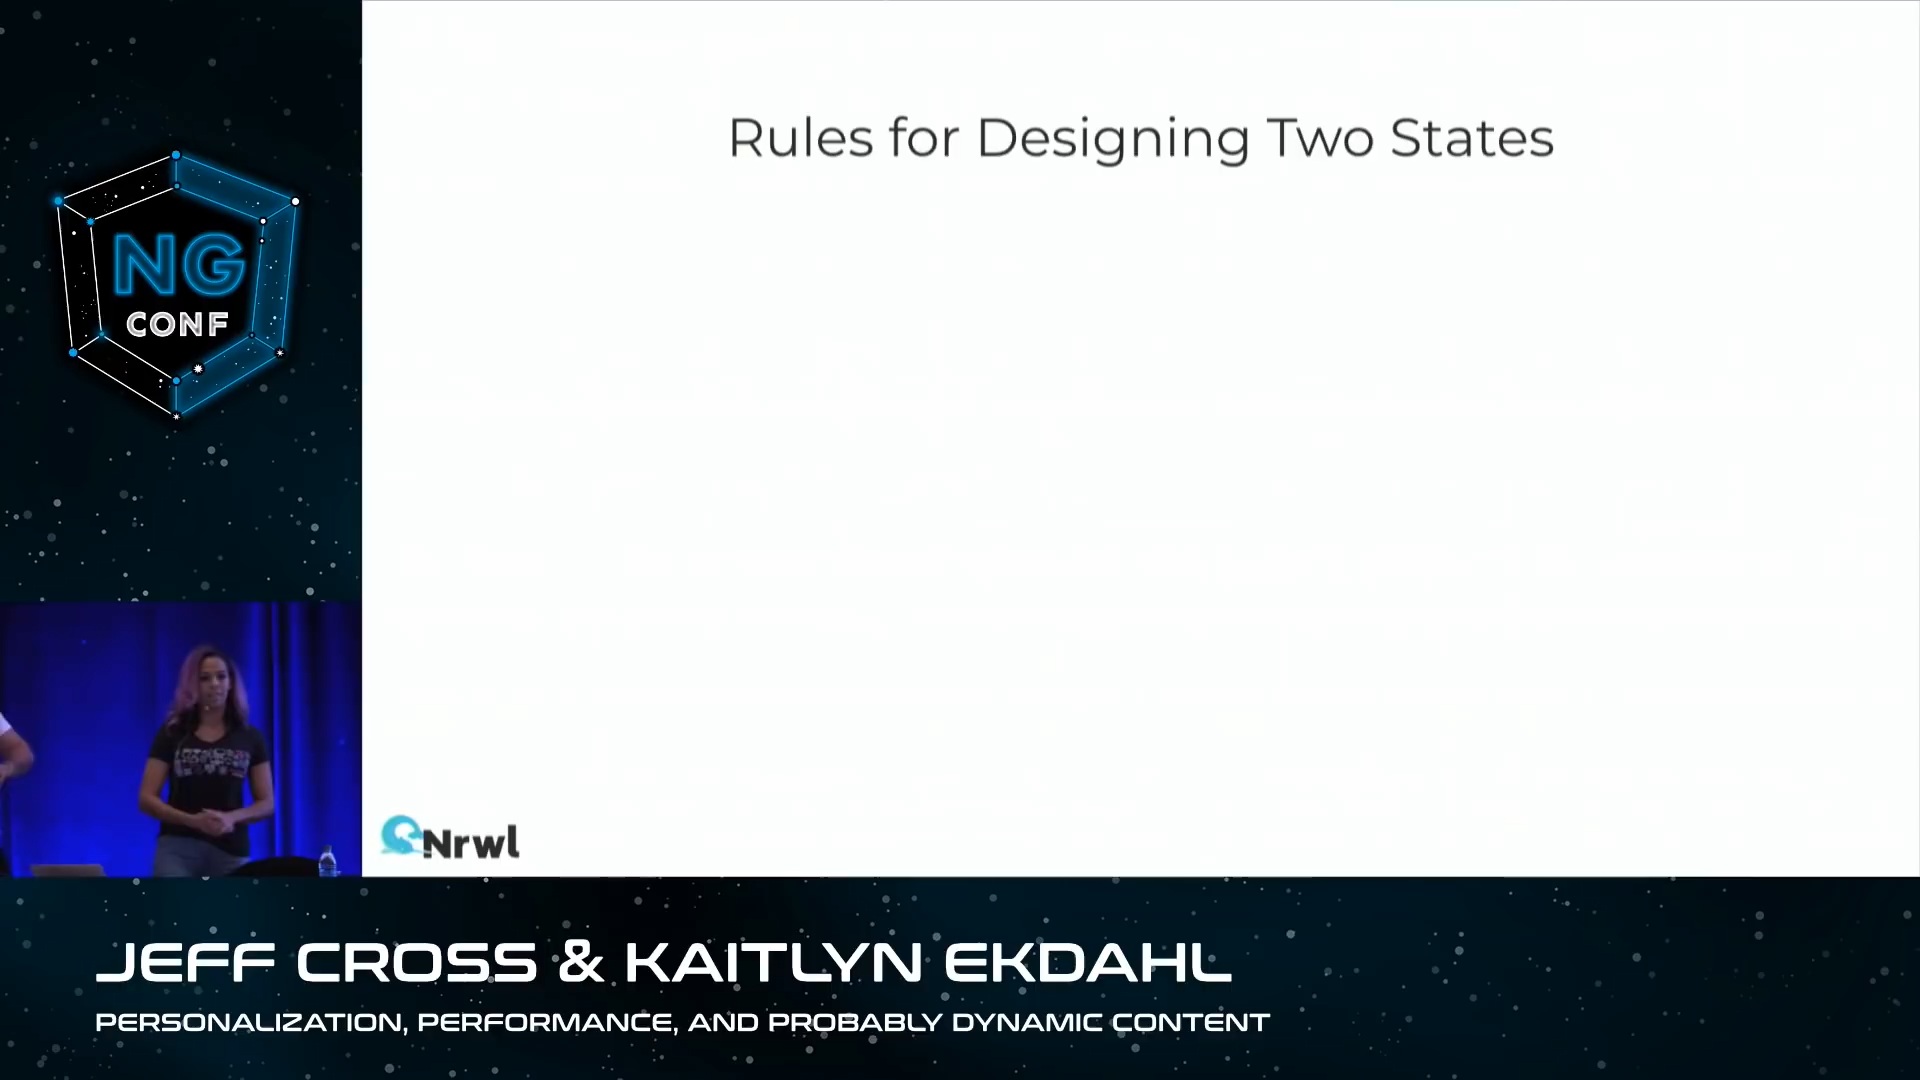 NG
CONF
Rules for Designing Two States
Nrwl
JEFF CROSS & KAITLYN EKDAHL
PERSONALIZATION, PERFORMANCE, AND PROBABLY DYNAMIC CONTENT